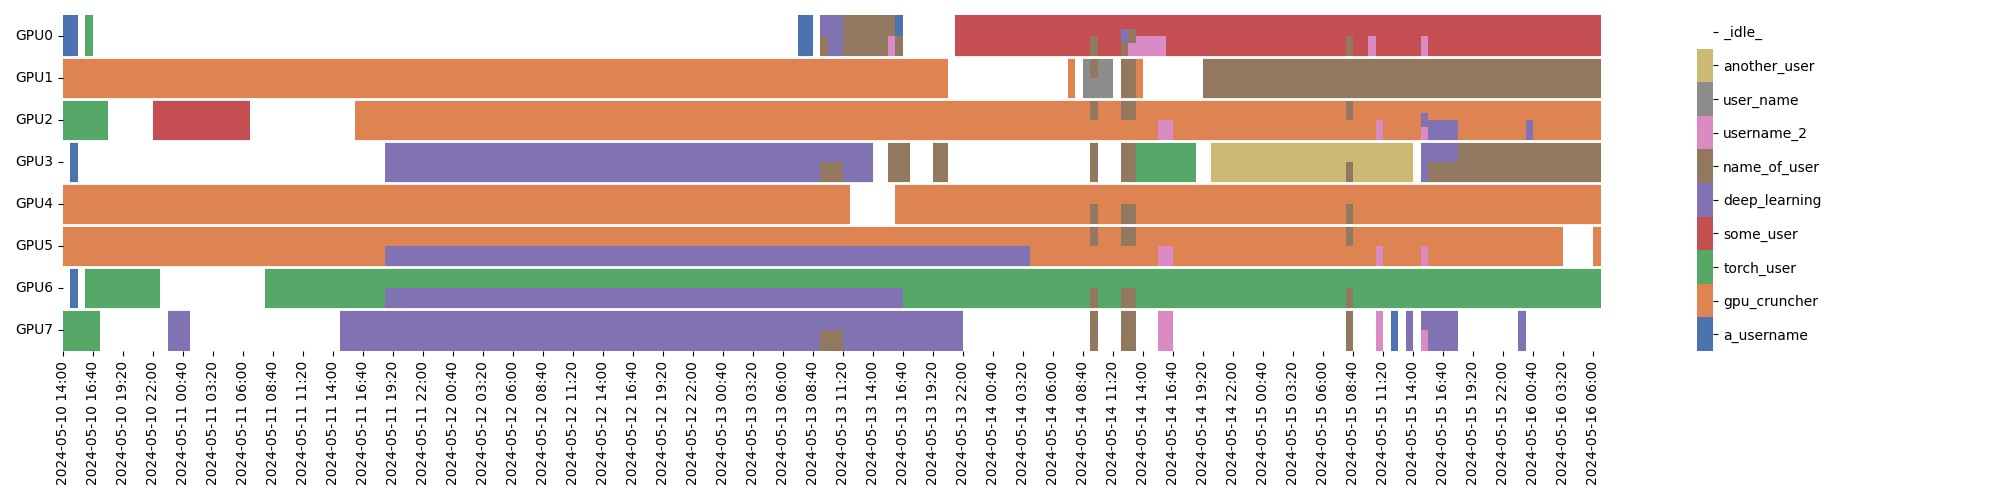 GPU0
GPU1
GPU2
GPU3
GPU4
GPU5
GPU6
GPU7
2024-05-10 14:00
2024-05-10 16:40
2024-05-10 19:20
2024-05-10 22:00
2024-05-11 00:40
2024-05-11 03:20
2024-05-11 06:00
2024-05-11 08:40
2024-05-11 11:20
2024-05-11 14:00
2024-05-11 16:40
2024-05-11 19:20
2024-05-11 22:00
2024-05-12 00:40
2024-05-12 03:20
2024-05-12 06:00
2024-05-12 08:40
2024-05-12 11:20
2024-05-12 14:00
2024-05-12 16:40
2024-05-12 19:20
2024-05-12 22:00
2024-05-13 00:40
2024-05-13 03:20
2024-05-13 06:00
2024-05-13 08:40
2024-05-13 11:20
2024-05-13 14:00
2024-05-13 16:40
2024-05-13 19:20
2024-05-13 22:00
2024-05-14 00:40
2024-05-14 03:20
2024-05-14 06:00
2024-05-14 08:40
2024-05-14 11:20
2024-05-14 14:00
2024-05-14 16:40
2024-05-14 19:20
2024-05-14 22:00
2024-05-15 00:40
2024-05-15 03:20
2024-05-15 06:00
2024-05-15 08:40
2024-05-15 11:20
2024-05-15 14:00
2024-05-15 16:40
2024-05-15 19:20
2024-05-15 22:00
2024-05-16 00:40
2024-05-16 03:20
2024-05-16 06:00
_idle_
another_user
user_name
username_2
name_of_user
deep_learning
some_user
torch_user
gpu_cruncher
a_username